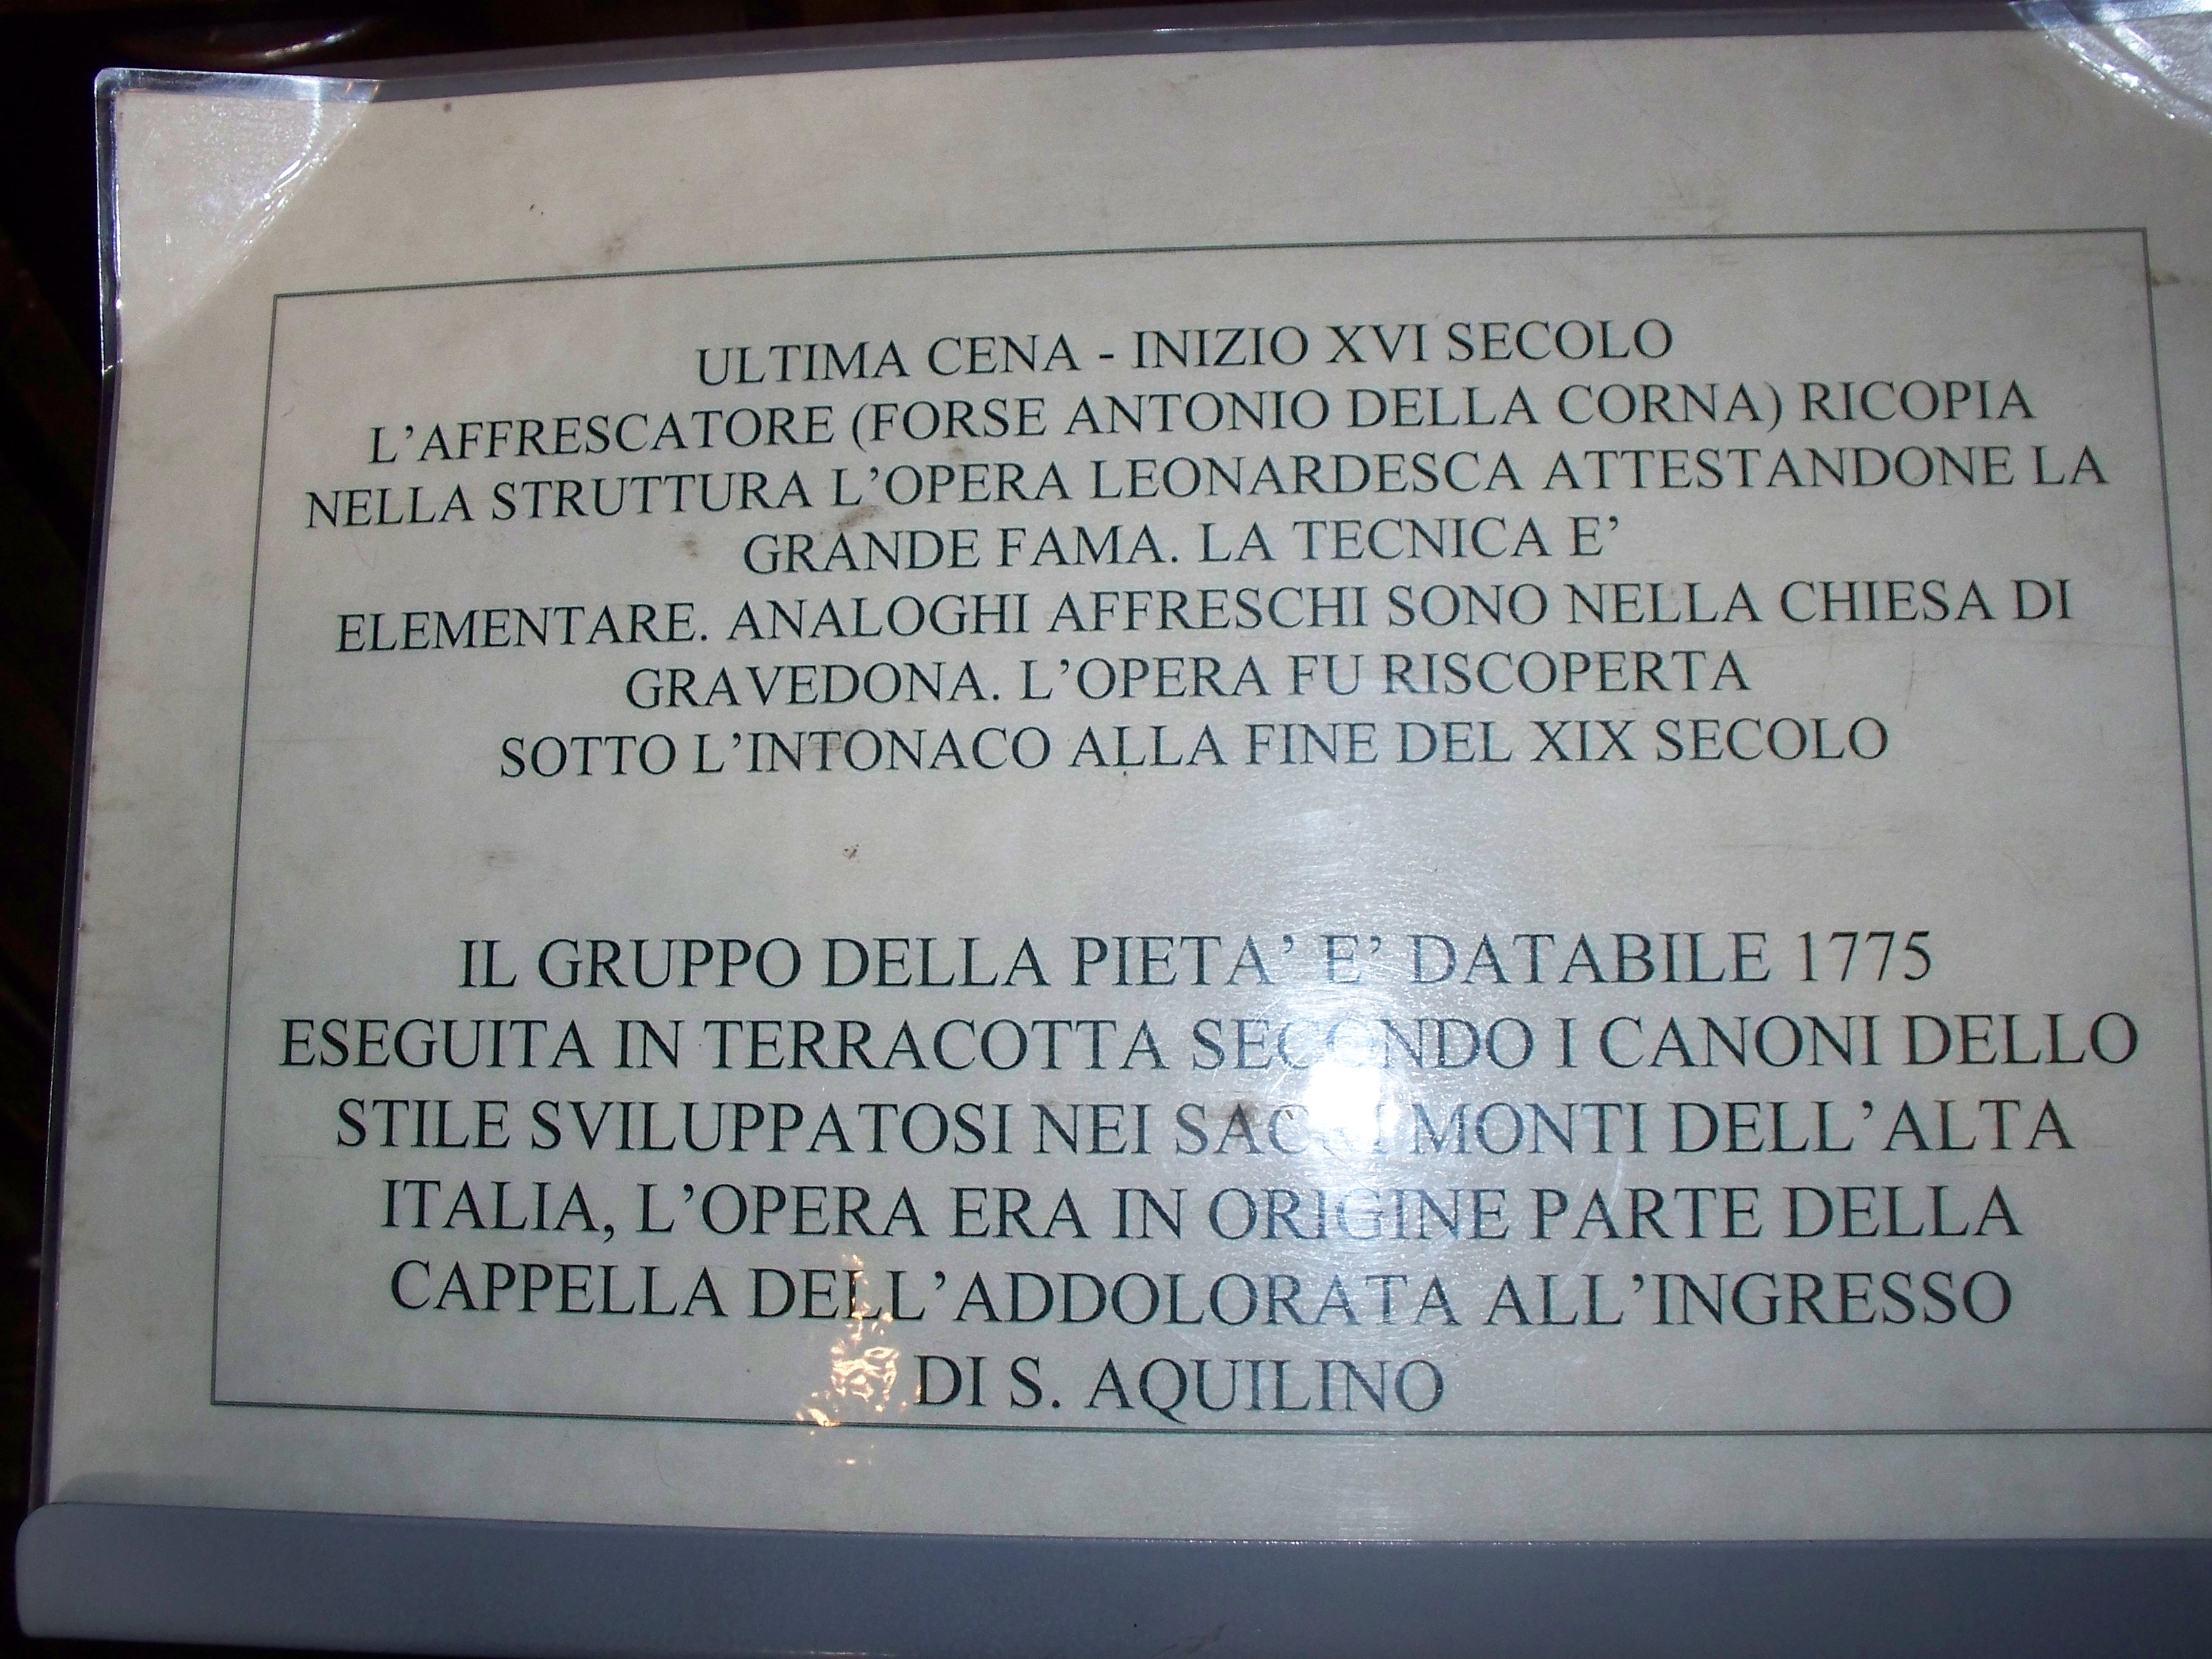 ULTIMA CENA - INIZIO XVI SECOLO
L'AFFRESCATORE (FORSE ANTONIO DELLA CORNA) RICOPIA
NELLA STRUTTURA L'OPERA LEONARDESCA ATTESTANDONE LA
GRANDE FAMA. LA TECNICA E'
ELEMENTARE. ANALOGHI AFFRESCHI SONO NELLA CHIESA DI
GRAVEDONA. L'OPERA FU RISCOPERTA
SOTTO L'INTONACO ALLA FINE DEL XIX SECOLO
IL GRUPPO DELLA PIETA' E' DATABILE 1775
ESEGUITA IN TERRACOTTA SECONDO I CANONI DELLO
STILE SVILUPPATOSI NEI SACRI MONTI DELL'ALTA
ITALIA, L'OPERA ERA IN ORIGINE PARTE DELLA
CAPPELLA DELL'ADDOLORATA ALL'INGRESSO
DI S. AQUILINO